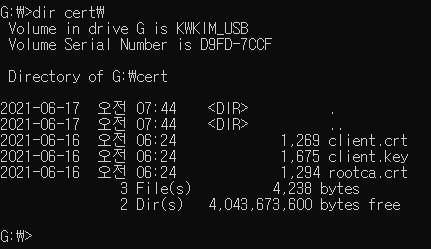 G:₩>dir cert₩
 Volume in drive G is KWKIM_USB
 Volume Serial Number is D9FD-7CCF

 Directory of G:₩cert

2021-06-17  오전 07:44    <DIR>          .
2021-06-17  오전 07:44    <DIR>          ..
2021-06-16  오전 06:24             1,269 client.crt
2021-06-16  오전 06:24             1,675 client.key
2021-06-16  오전 06:24             1,294 rootca.crt
               3 File(s)          4,238 bytes
               2 Dir(s)   4,043,673,600 bytes free

G:₩>